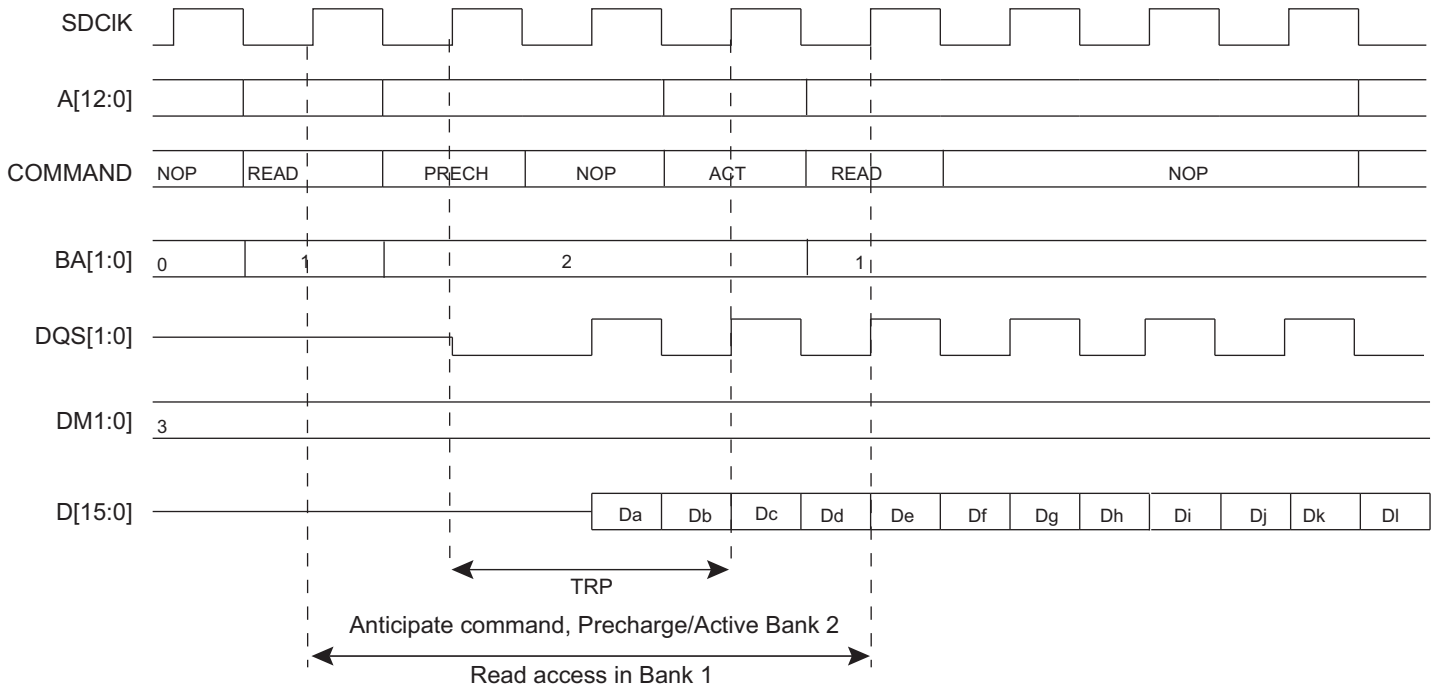 SDClK
A[12:0]
COMMAND NOP READ PRECH NOP ACT READ NOP
BA[1:0] 0 1 2 1
DQS[1:0]
DM1:0] 3
D[15:0] Da Db Dc Dd De Df Dg Dh Di Dj Dk Dl
TRP
Anticipate command, Precharge/Active Bank 2
Read access in Bank 1